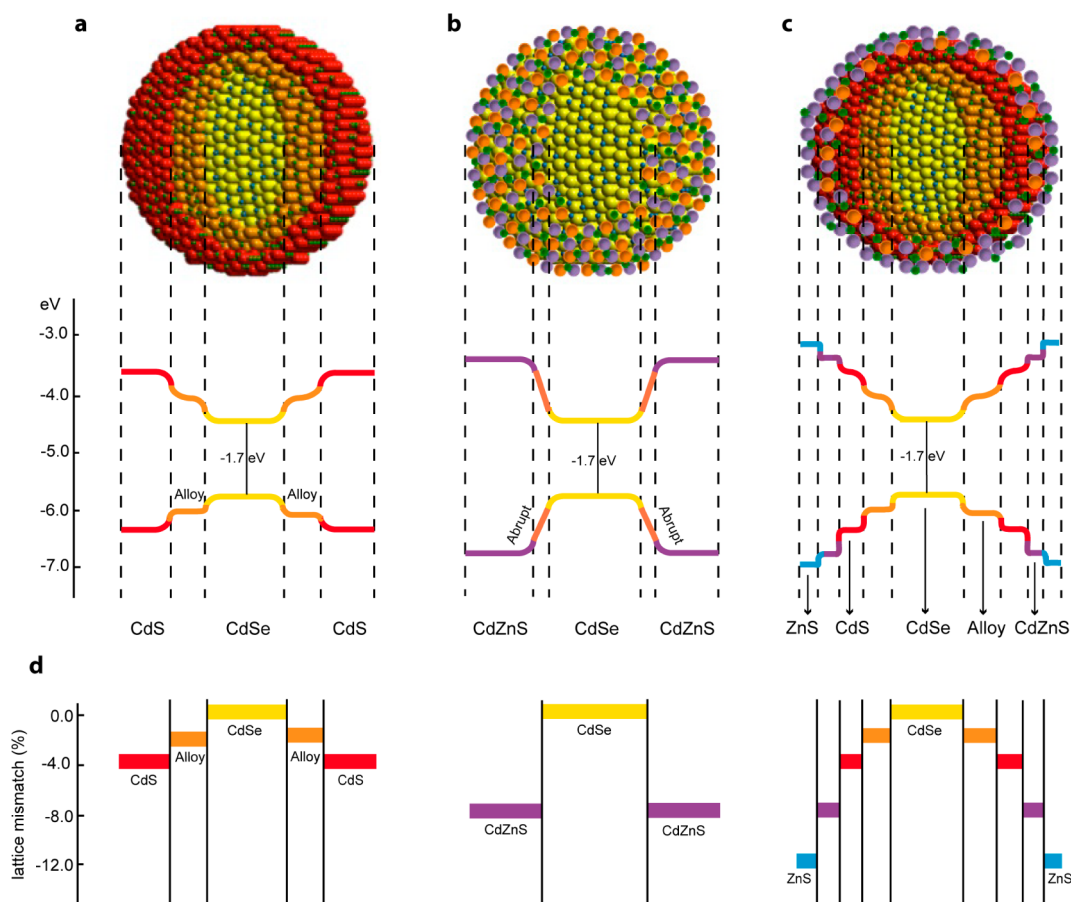 a
b
c
eV
-3.0
-4.0
-5.0
-6.0
-7.0
-1.7 eV
Alloy
Alloy
CdS
CdSe
CdS
-1.7 eV
Abrupt
Abrupt
CdZnS
CdSe
CdZnS
-1.7 eV
ZnS
CdS
CdSe
Alloy
CdZnS
d
lattice mismatch (%)
0.0
-4.0
-8.0
-12.0
CdSe
Alloy
Alloy
CdS
CdS
CdSe
CdZnS
CdZnS
CdSe
ZnS
ZnS